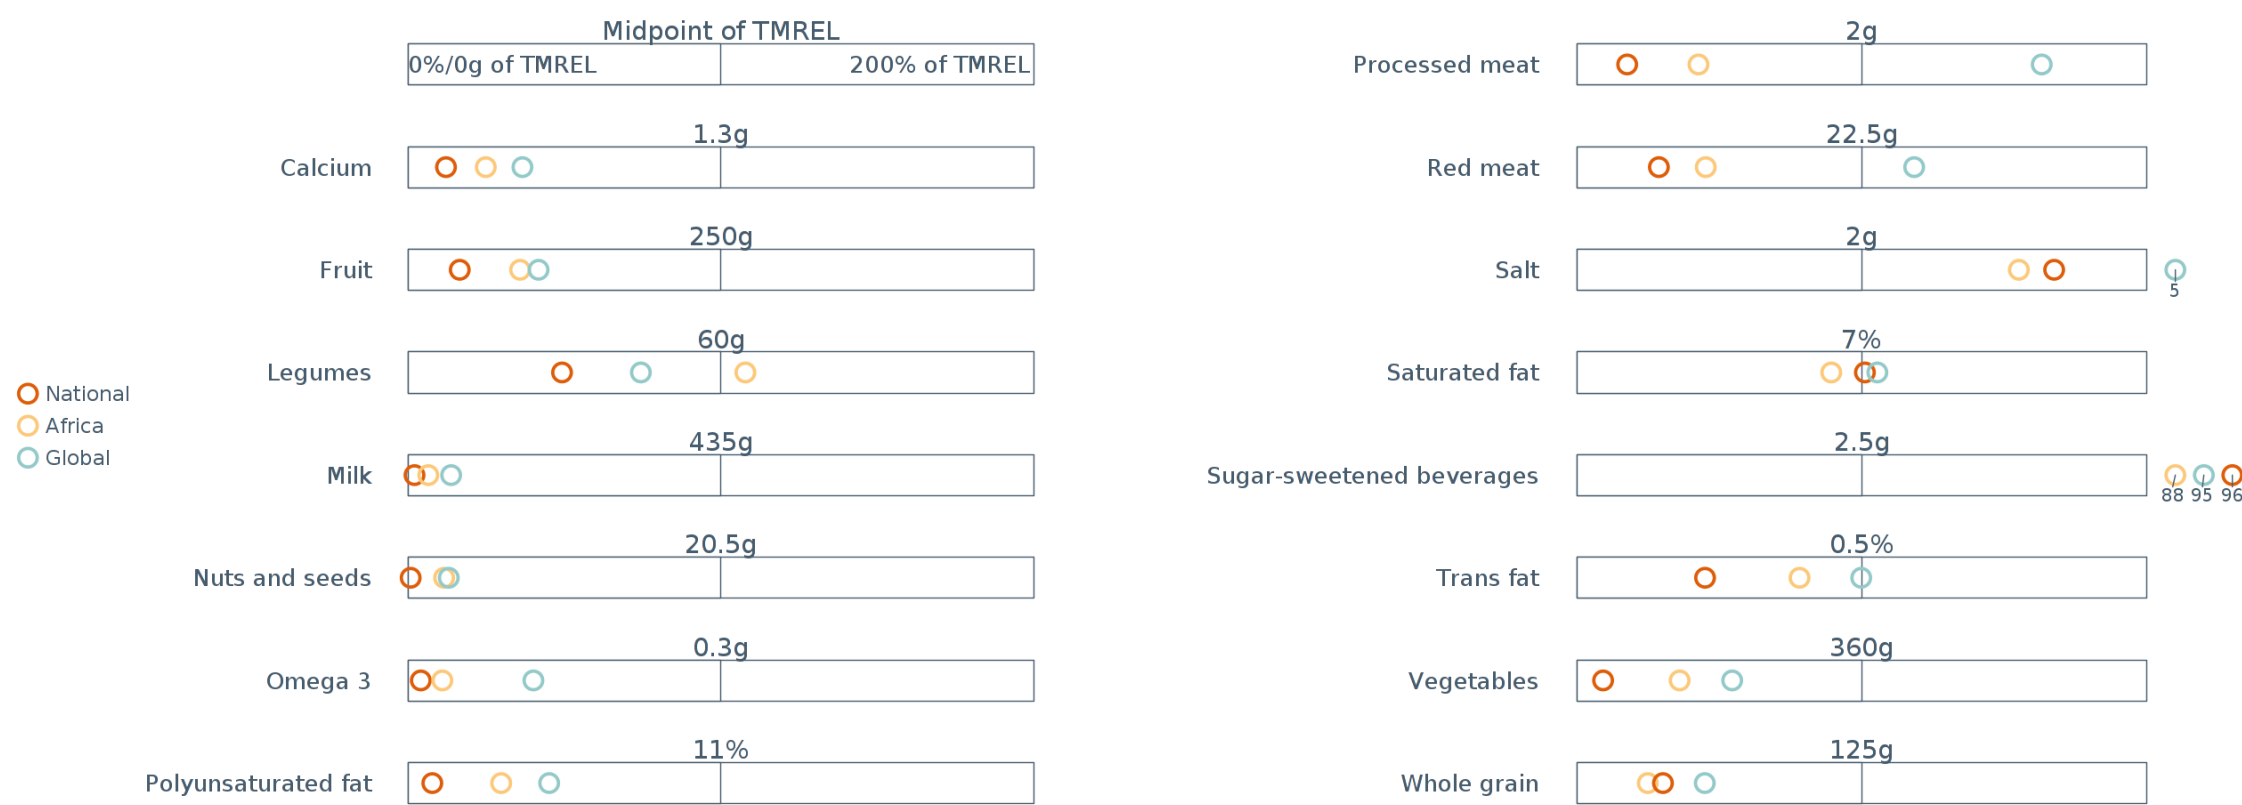 Midpoint of TMREL
0%/0g of TMREL 200% of TMREL
1.3g
Calcium
250g
Fruit
60g
Legumes
435g
Milk
20.5g
Nuts and seeds
0.3g
Omega 3
11%
Polyunsaturated fat
National
Africa
Global
2g
Processed meat
22.5g
Red meat
2g
Salt
5
7%
Saturated fat
2.5g
Sugar-sweetened beverages
88 95 96
0.5%
Trans fat
360g
Vegetables
125g
Whole grain